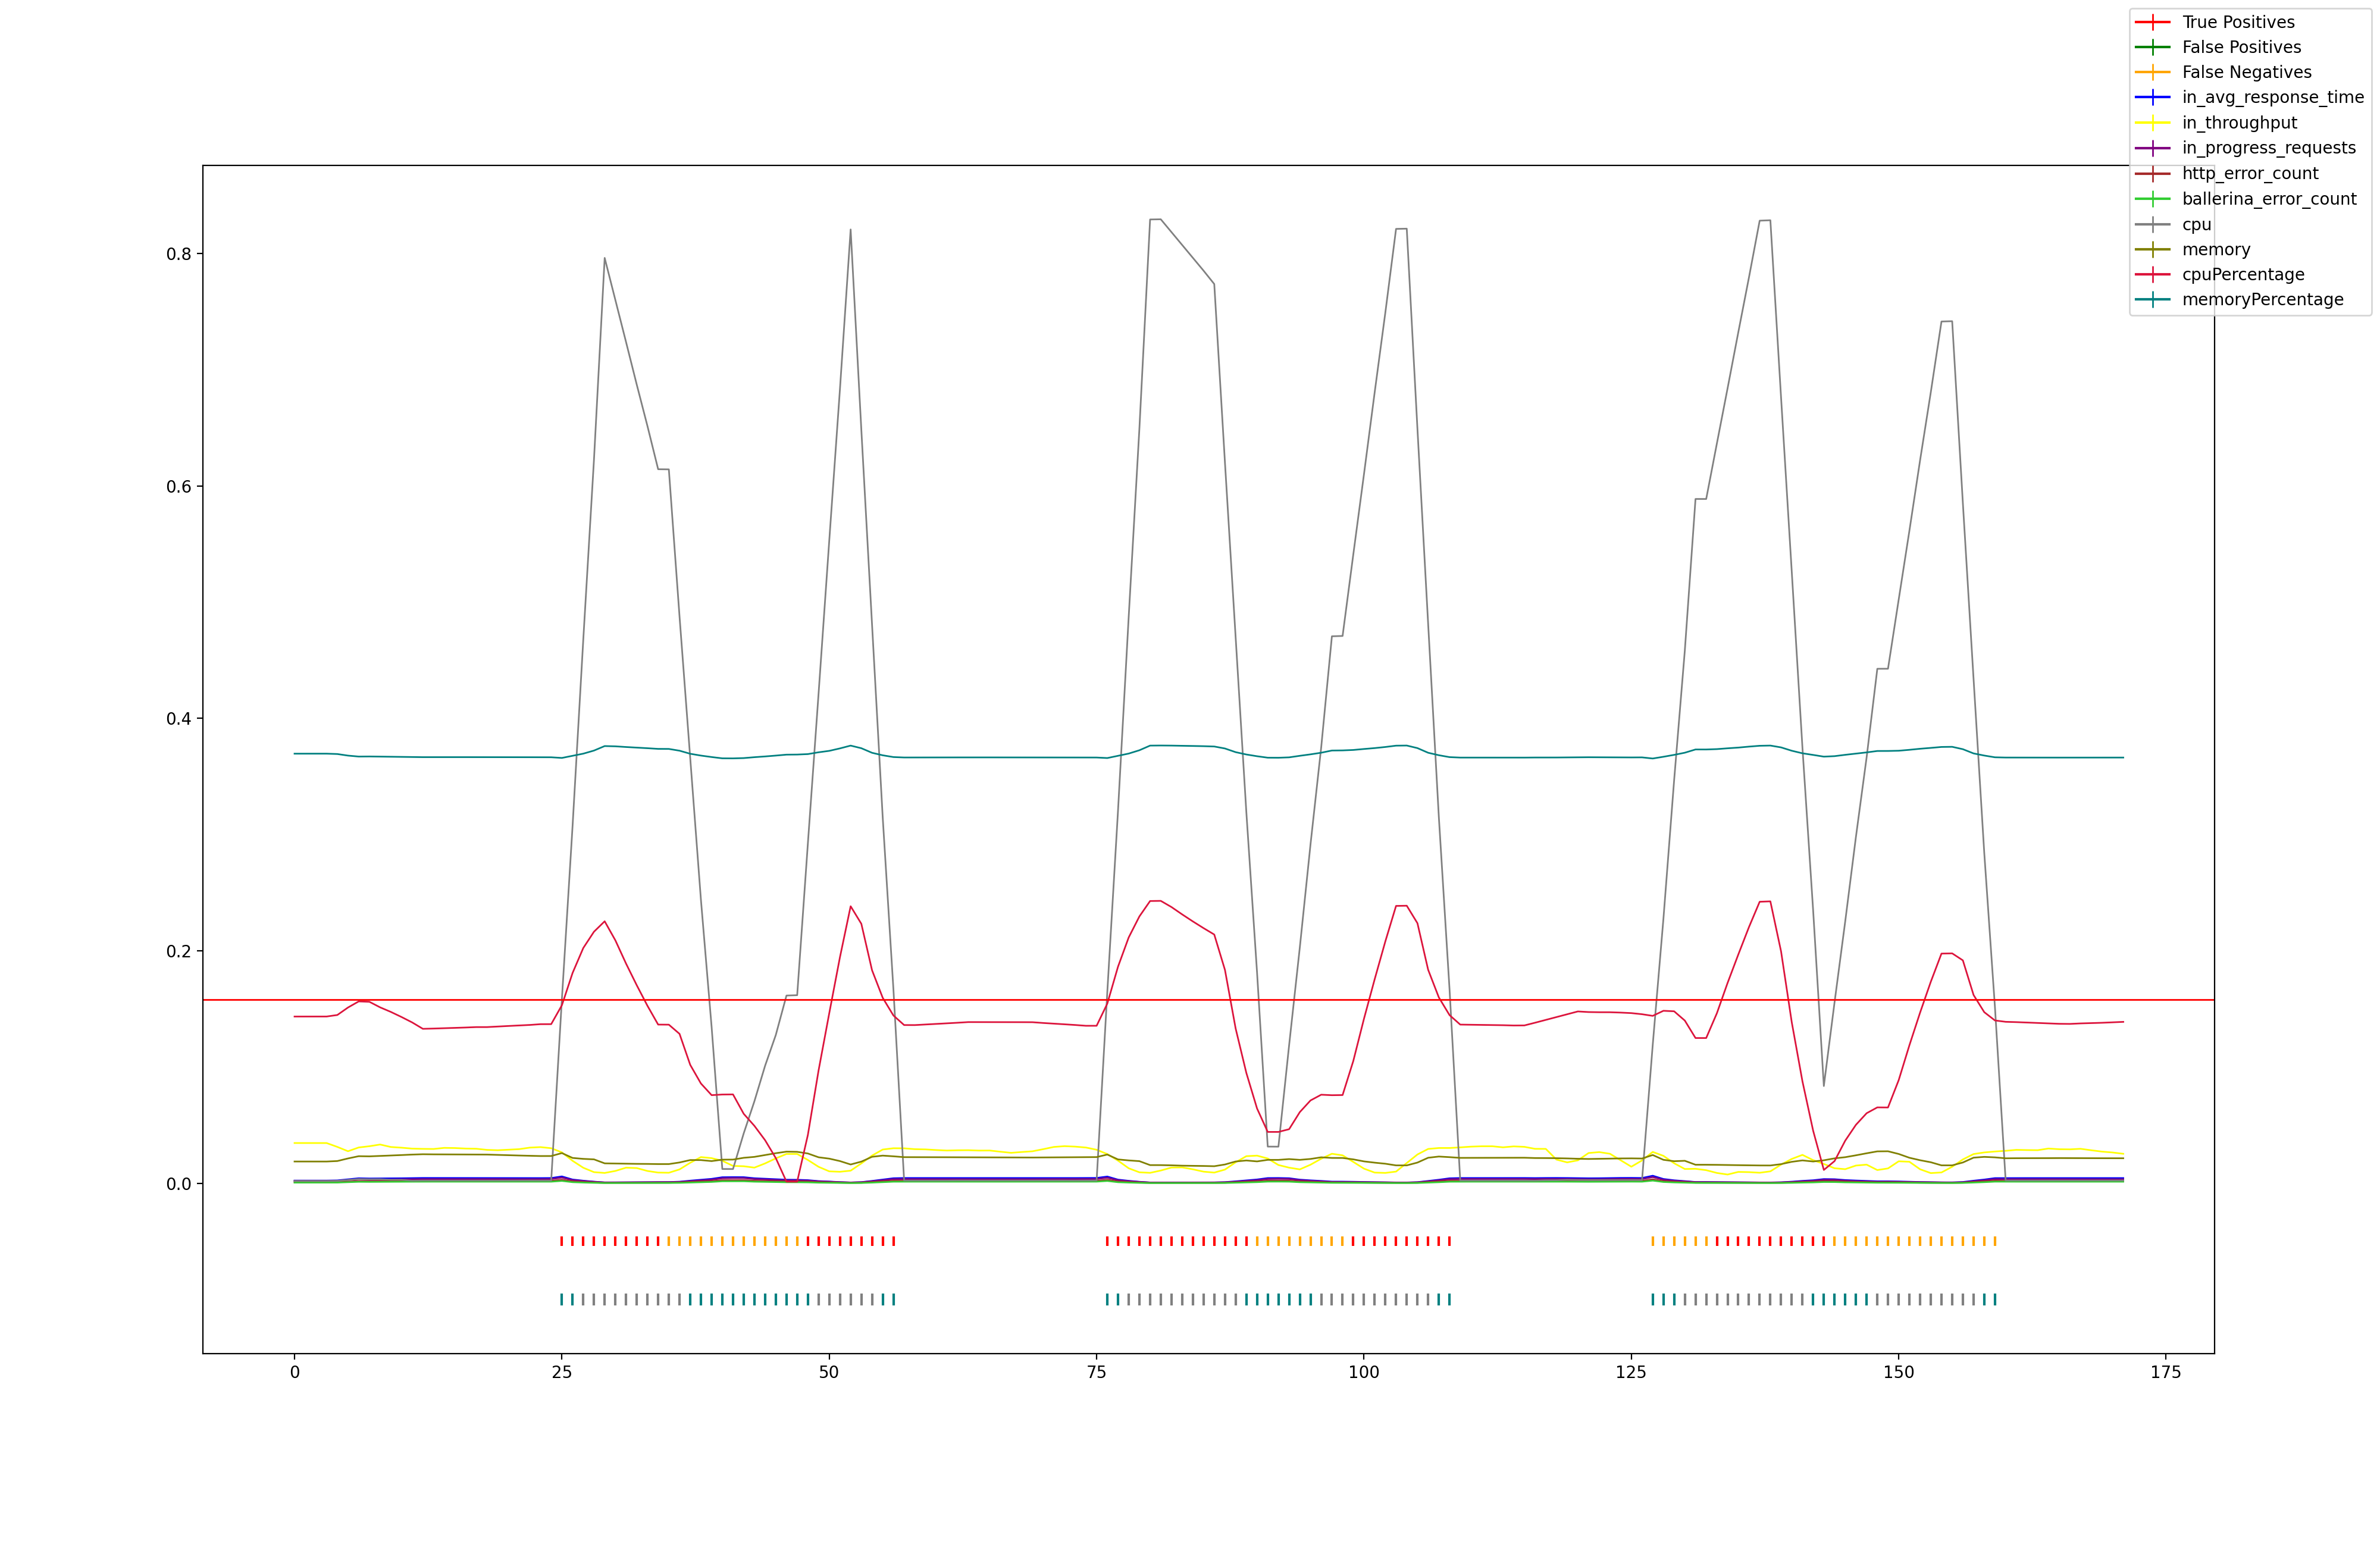 True Positives
False Positives
False Negatives
in_avg_response_time
in_throughput
in_progress_requests
http_error_count
ballerina_error_count
cpu
memory
cpuPercentage
memoryPercentage
0.8
0.6
0.4
0.2
0.0
0 25 50 75 100 125 150 175